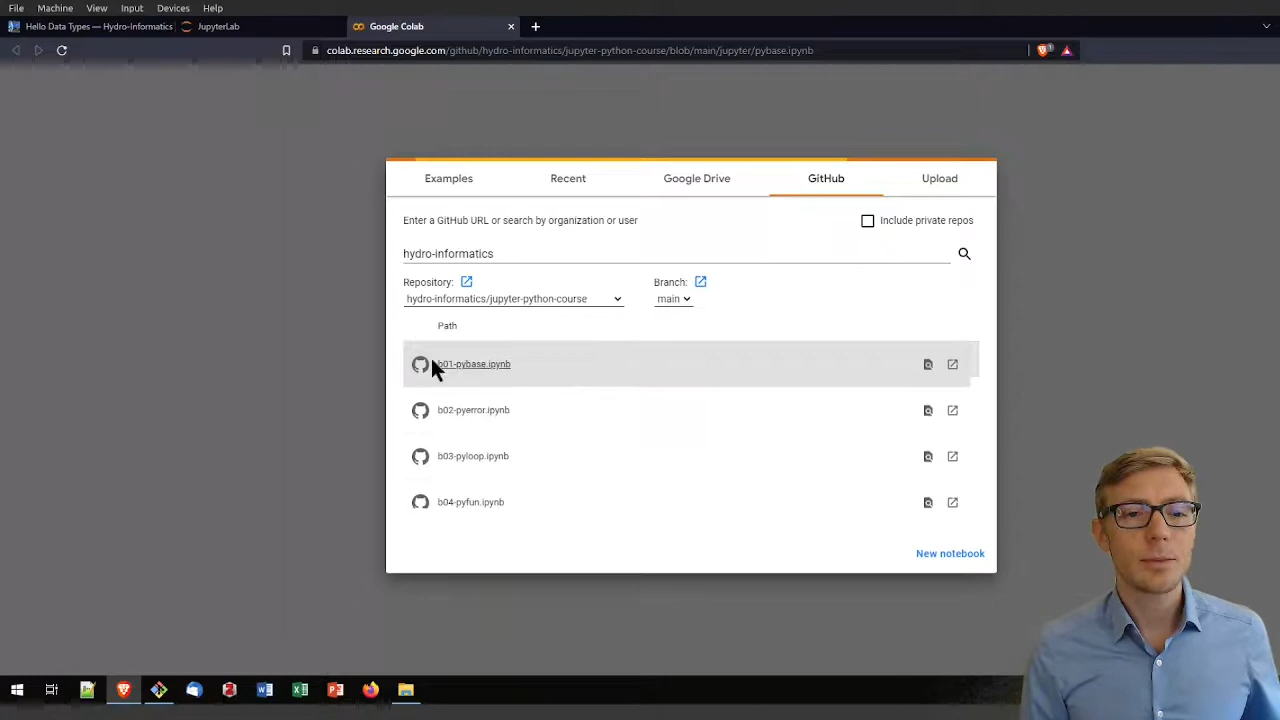 File Machine View Input Devices Help
Hello Data Types — Hydro-Informatics JupyterLab Google Colab
colab.research.google.com/github/hydro-informatics/jupyter-python-course/blob/main/jupyter/pybase.ipynb
Examples Recent Google Drive GitHub Upload
Enter a GitHub URL or search by organization or user Include private repos
hydro-informatics
Repository: Branch:
hydro-informatics/jupyter-python-course main
Path
b01-pybase.ipynb
b02-pyerror.ipynb
b03-pyloop.ipynb
b04-pyfun.ipynb
New notebook